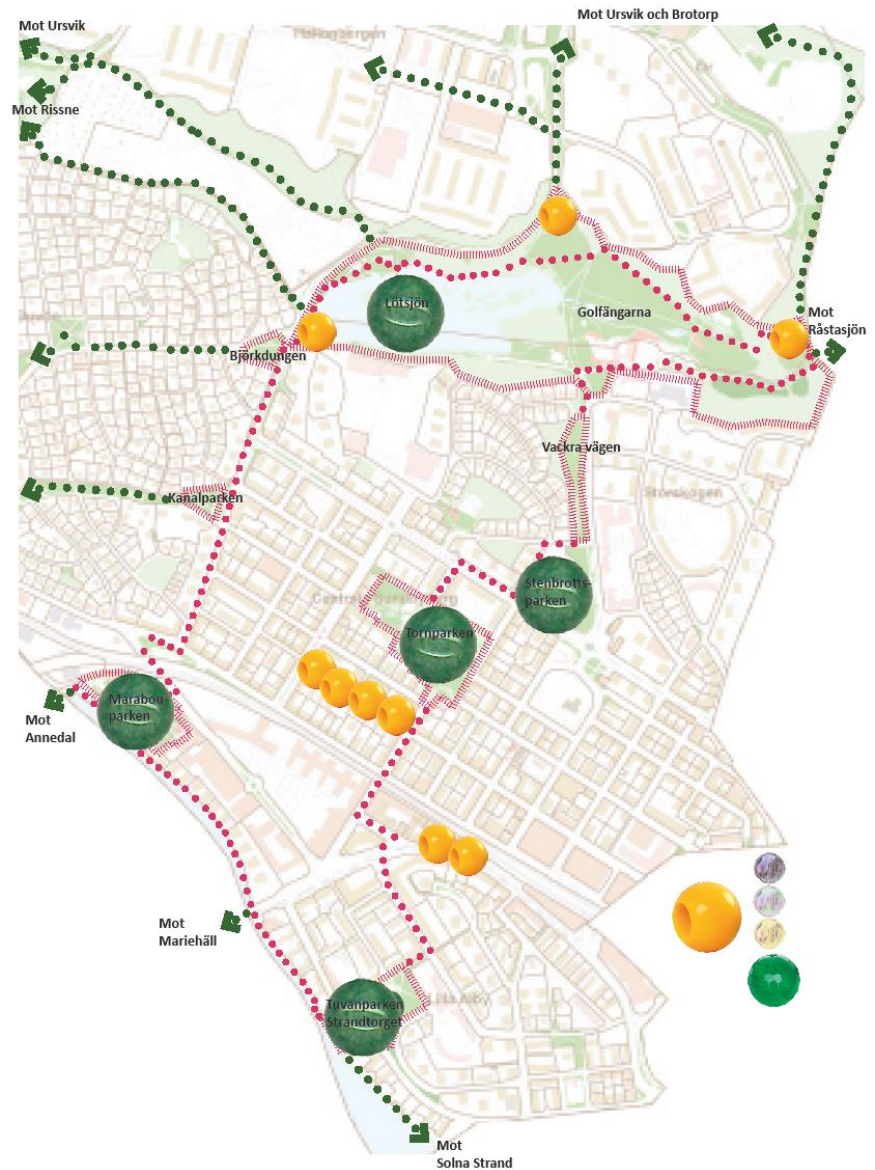 Mot Ursvik och Brotorp
Mot Ursvik
Mot Rissne
Lötsjön
Golfängarna
Mot
Råstasjön
Björkdungen
Vackra vägen
Kanalparken
Stenbrotts-
parken
Tornparken
Marabou-
parken
Mot
Annedal
Mot
Mariehäll
Tuvanparken
Strandtorget
Mot
Solna Strand